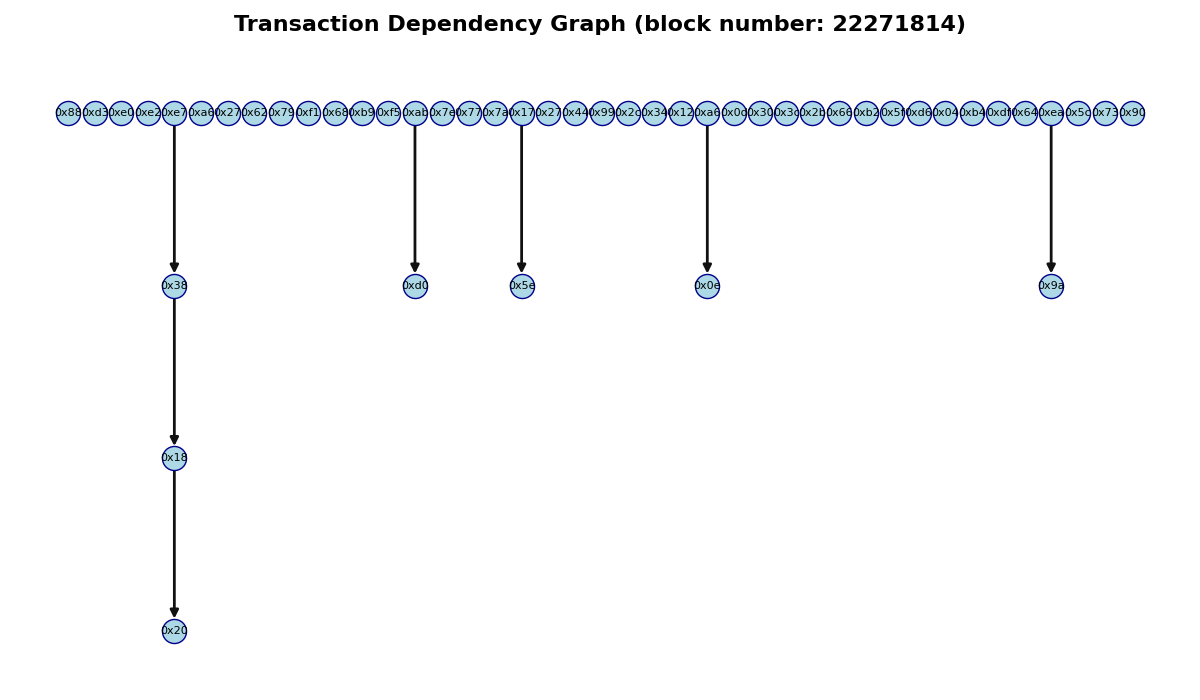 Transaction Dependency Graph (block number: 22271814)
0x88 0xd3 0xe0 0xe2 0xe7 0xa6 0x27 0x62 0x79 0xf1 0x68 0xb9 0xf5 0xab 0x7e 0x77 0x7a 0x17 0x27 0x44 0x99 0x2c 0x34 0x12 0xa6 0x0d 0x30 0x3c 0x2b 0x66 0xb2 0x5f 0xd6 0x04 0xb4 0xdf 0x64 0xea 0x5c 0x73 0x90
0x38 0xd0 0x5e 0x0e 0x9a
0x18
0x20